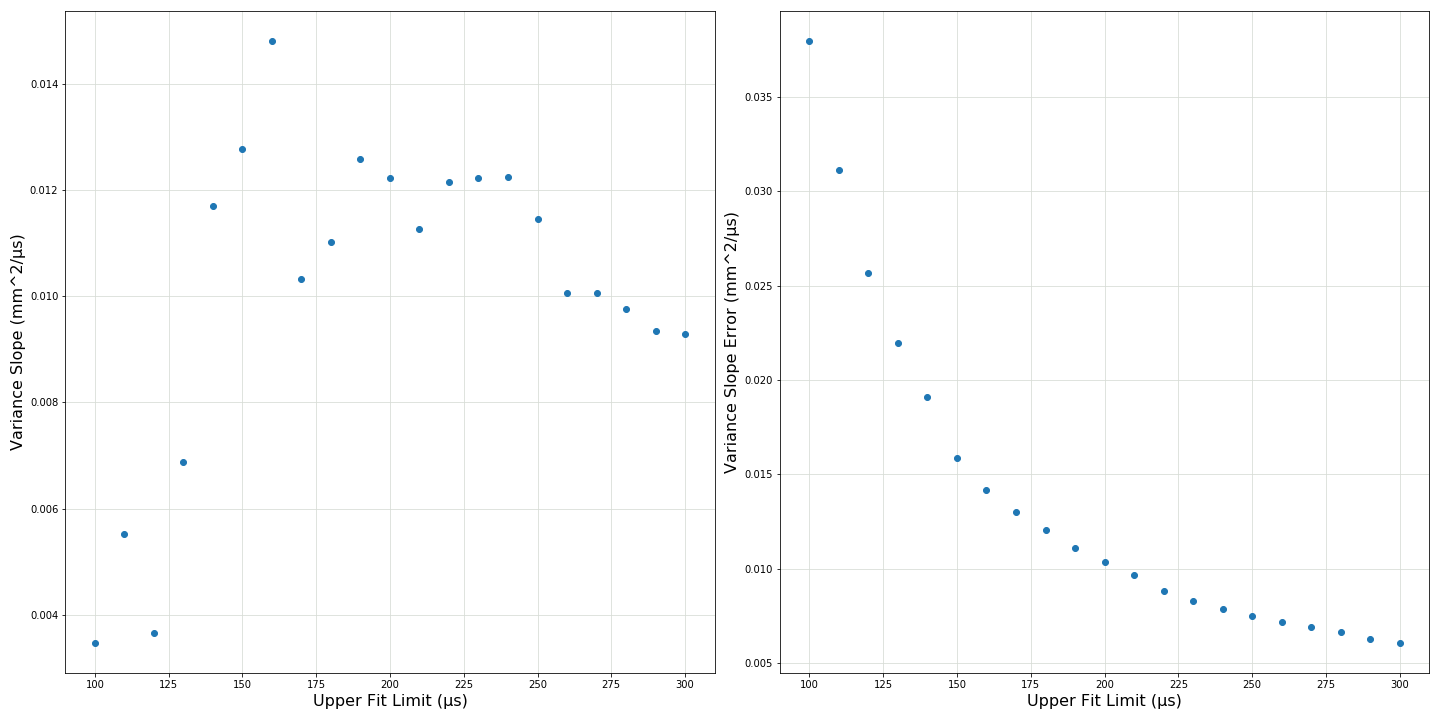 Variance Slope (mm^2/μs)
0.014
0.012
0.010
0.008
0.006
0.004
100 125 150 175 200 225 250 275 300
Upper Fit Limit (μs)
Variance Slope Error (mm^2/μs)
0.035
0.030
0.025
0.020
0.015
0.010
0.005
100 125 150 175 200 225 250 275 300
Upper Fit Limit (μs)